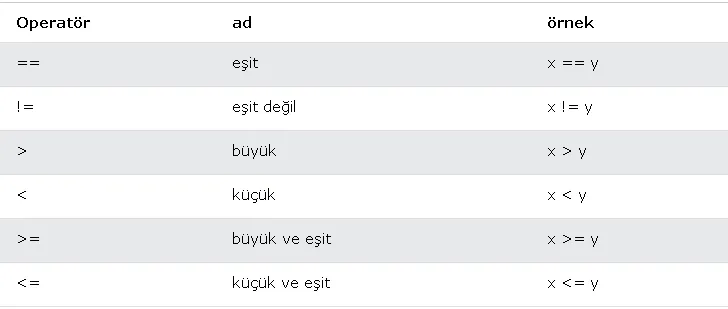 Operatör ad örnek
== eşit x == y
!= eşit değil x != y
> büyük x > y
< küçük x < y
>= büyük ve eşit x >= y
<= küçük ve eşit x <= y